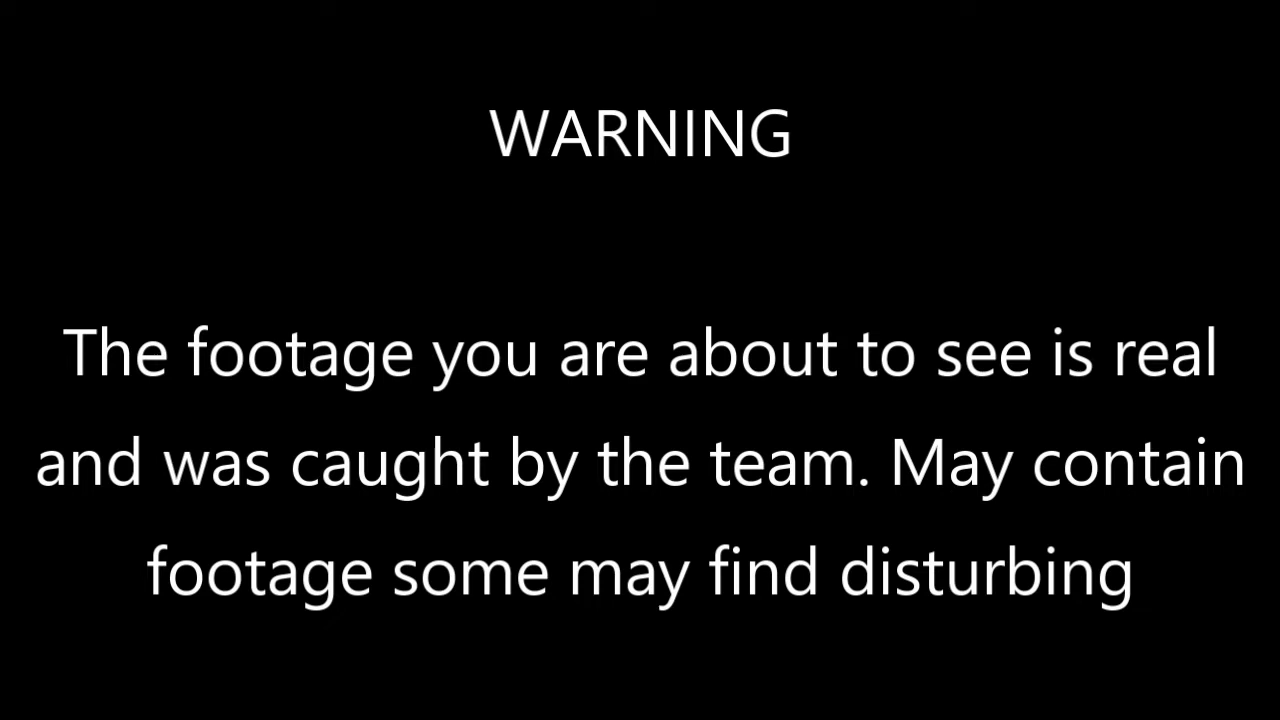 WARNING
The footage you are about to see is real
and was caught by the team. May contain
footage some may find disturbing